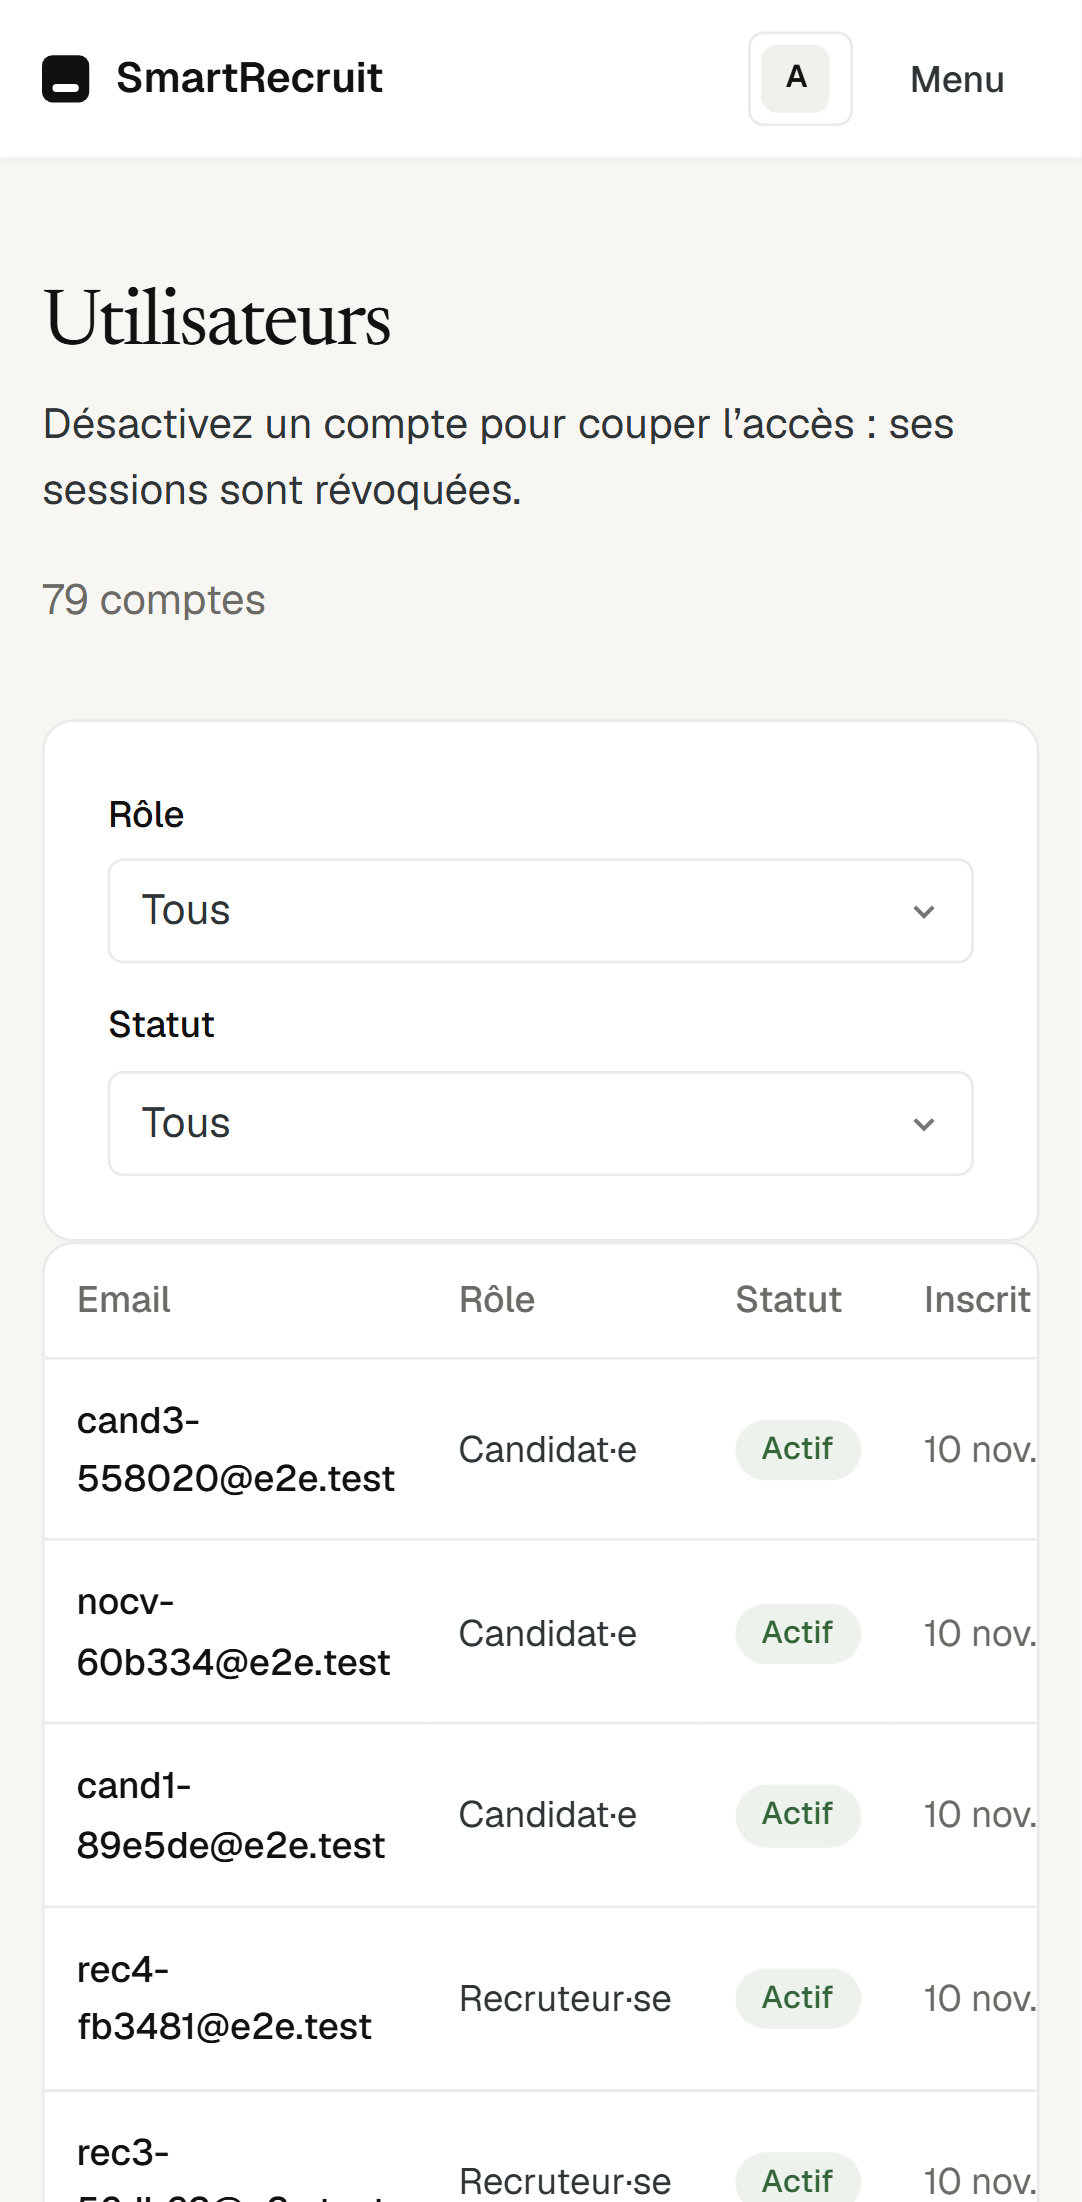 SmartRecruit A Menu
Utilisateurs
Désactivez un compte pour couper l’accès : ses
sessions sont révoquées.
79 comptes
Rôle
Tous
Statut
Tous
Email Rôle Statut Inscrit
cand3-
558020@e2e.test Candidat·e Actif 10 nov.
nocv-
60b334@e2e.test Candidat·e Actif 10 nov.
cand1-
89e5de@e2e.test Candidat·e Actif 10 nov.
rec4-
fb3481@e2e.test Recruteur·se Actif 10 nov.
rec3-
Recruteur·se Actif 10 nov.